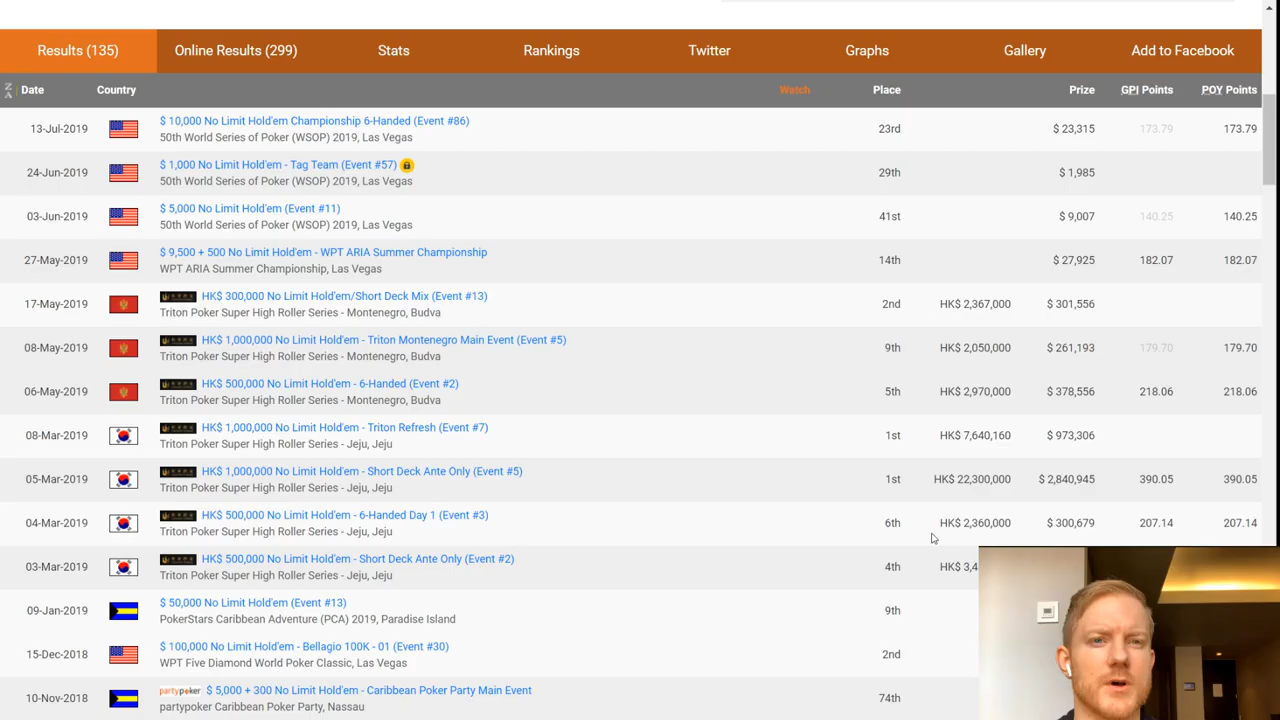 Results (135) Online Results (299) Stats Rankings Twitter Graphs Gallery Add to Facebook
Date Country Watch Place Prize GPI Points POY Points
$ 10,000 No Limit Hold'em Championship 6-Handed (Event #86)
13-Jul-2019 23rd $ 23,315 173.79 173.79
50th World Series of Poker (WSOP) 2019, Las Vegas
$ 1,000 No Limit Hold'em - Tag Team (Event #57)
24-Jun-2019 29th $ 1,985
50th World Series of Poker (WSOP) 2019, Las Vegas
$ 5,000 No Limit Hold'em (Event #11)
03-Jun-2019 41st $ 9,007 140.25 140.25
50th World Series of Poker (WSOP) 2019, Las Vegas
$ 9,500 + 500 No Limit Hold'em - WPT ARIA Summer Championship
27-May-2019 14th $ 27,925 182.07 182.07
WPT ARIA Summer Championship, Las Vegas
HK$ 300,000 No Limit Hold'em/Short Deck Mix (Event #13)
17-May-2019 2nd HK$ 2,367,000 $ 301,556
Triton Poker Super High Roller Series - Montenegro, Budva
HK$ 1,000,000 No Limit Hold'em - Triton Montenegro Main Event (Event #5)
08-May-2019 9th HK$ 2,050,000 $ 261,193 179.70 179.70
Triton Poker Super High Roller Series - Montenegro, Budva
HK$ 500,000 No Limit Hold'em - 6-Handed (Event #2)
06-May-2019 5th HK$ 2,970,000 $ 378,556 218.06 218.06
Triton Poker Super High Roller Series - Montenegro, Budva
HK$ 1,000,000 No Limit Hold'em - Triton Refresh (Event #7)
08-Mar-2019 1st HK$ 7,640,160 $ 973,306
Triton Poker Super High Roller Series - Jeju, Jeju
HK$ 1,000,000 No Limit Hold'em - Short Deck Ante Only (Event #5)
05-Mar-2019 1st HK$ 22,300,000 $ 2,840,945 390.05 390.05
Triton Poker Super High Roller Series - Jeju, Jeju
HK$ 500,000 No Limit Hold'em - 6-Handed Day 1 (Event #3)
04-Mar-2019 6th HK$ 2,360,000 $ 300,679 207.14 207.14
Triton Poker Super High Roller Series - Jeju, Jeju
HK$ 500,000 No Limit Hold'em - Short Deck Ante Only (Event #2)
03-Mar-2019 4th HK$ 3,4
Triton Poker Super High Roller Series - Jeju, Jeju
$ 50,000 No Limit Hold'em (Event #13)
09-Jan-2019 9th
PokerStars Caribbean Adventure (PCA) 2019, Paradise Island
$ 100,000 No Limit Hold'em - Bellagio 100K - 01 (Event #30)
15-Dec-2018 2nd
WPT Five Diamond World Poker Classic, Las Vegas
partypoker $ 5,000 + 300 No Limit Hold'em - Caribbean Poker Party Main Event
10-Nov-2018 74th
partypoker Caribbean Poker Party, Nassau